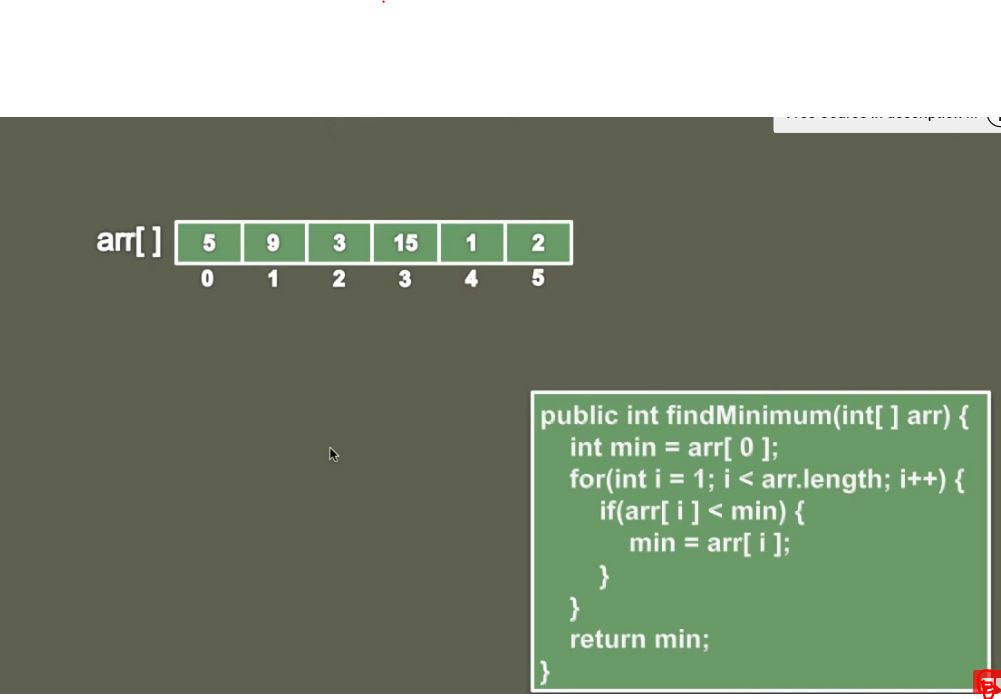 arr[ ] 5 9 3 15 1 2
0 1 2 3 4 5
public int findMinimum(int[ ] arr) {
int min = arr[ 0 ];
for(int i = 1; i < arr.length; i++) {
if(arr[ i ] < min) {
min = arr[ i ];
}
}
return min;
}